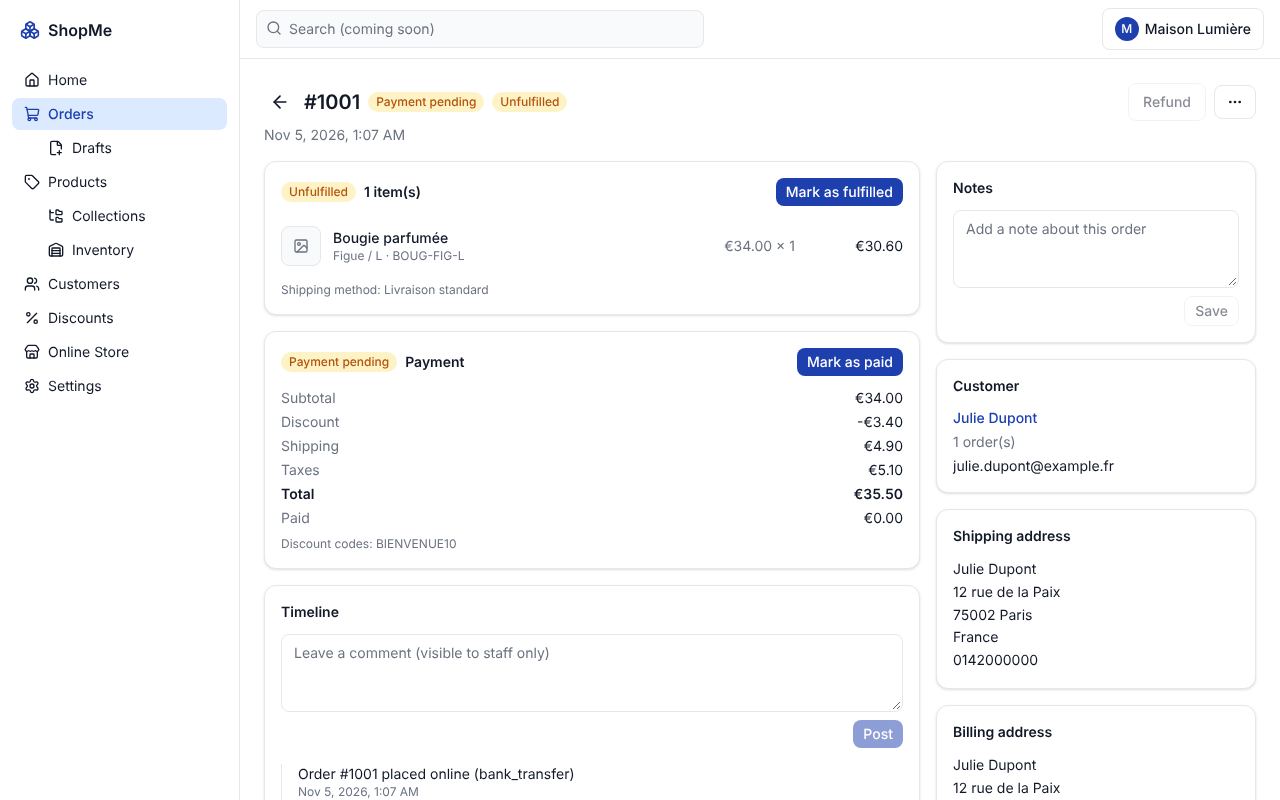 ShopMe
Search (coming soon)
M Maison Lumière
Home
Orders
Drafts
Products
Collections
Inventory
Customers
Discounts
Online Store
Settings
#1001 Payment pending Unfulfilled
Refund ...
Nov 5, 2026, 1:07 AM
Unfulfilled 1 item(s) Mark as fulfilled
Bougie parfumée €34.00 × 1 €30.60
Figue / L · BOUG-FIG-L
Shipping method: Livraison standard
Payment pending Payment Mark as paid
Subtotal €34.00
Discount -€3.40
Shipping €4.90
Taxes €5.10
Total €35.50
Paid €0.00
Discount codes: BIENVENUE10
Timeline
Leave a comment (visible to staff only)
Post
Order #1001 placed online (bank_transfer)
Nov 5, 2026, 1:07 AM
Notes
Add a note about this order
Save
Customer
Julie Dupont
1 order(s)
julie.dupont@example.fr
Shipping address
Julie Dupont
12 rue de la Paix
75002 Paris
France
0142000000
Billing address
Julie Dupont
12 rue de la Paix